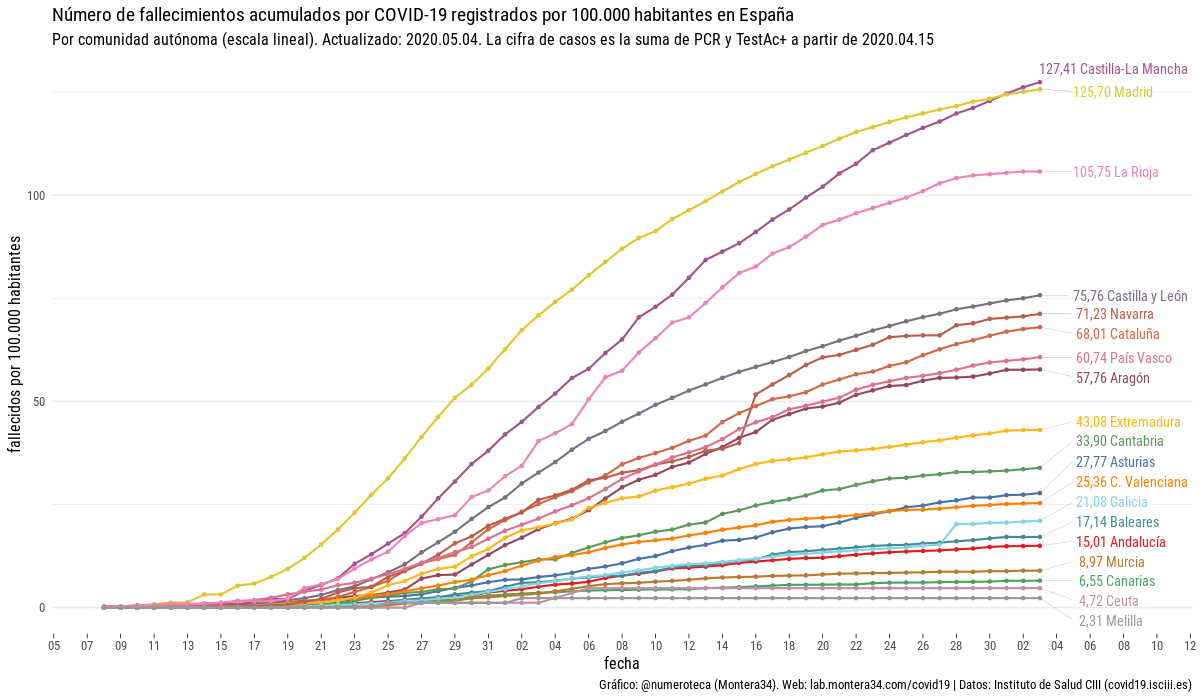 Número de fallecimientos acumulados por COVID-19 registrados por 100.000 habitantes en España
Por comunidad autónoma (escala lineal). Actualizado: 2020.05.04. La cifra de casos es la suma de PCR y TestAc+ a partir de 2020.04.15
127,41 Castilla-La Mancha
125,70 Madrid
105,75 La Rioja
75,76 Castilla y León
71,23 Navarra
68,01 Cataluña
60,74 País Vasco
57,76 Aragón
43,08 Extremadura
33,90 Cantabria
27,77 Asturias
25,36 C. Valenciana
21,08 Galicia
17,14 Baleares
15,01 Andalucía
8,97 Murcia
6,55 Canarias
4,72 Ceuta
2,31 Melilla
fallecidos por 100.000 habitantes
100
50
0
05 07 09 11 13 15 17 19 21 23 25 27 29 31 02 04 06 08 10 12 14 16 18 20 22 24 26 28 30 02 04 06 08 10 12
fecha
Gráfico: @numeroteca (Montera34). Web: lab.montera34.com/covid19 | Datos: Instituto de Salud CIII (covid19.isciii.es)